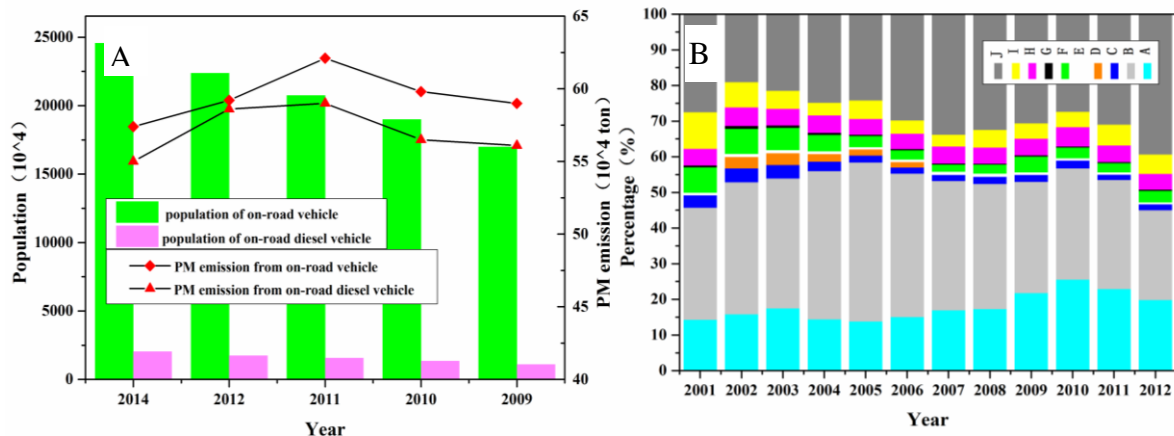 A
65
25000
60
20000
55
15000
50
10000
45
5000
40
0
Population (10^4)
PM emission (10^4 ton)
population of on-road vehicle
population of on-road diesel vehicle
PM emission from on-road vehicle
PM emission from on-road diesel vehicle
2014 2012 2011 2010 2009
Year
B
100
90
80
70
60
50
40
30
20
10
0
Percentage (%)
J I H G F E D C B A
2001 2002 2003 2004 2005 2006 2007 2008 2009 2010 2011 2012
Year